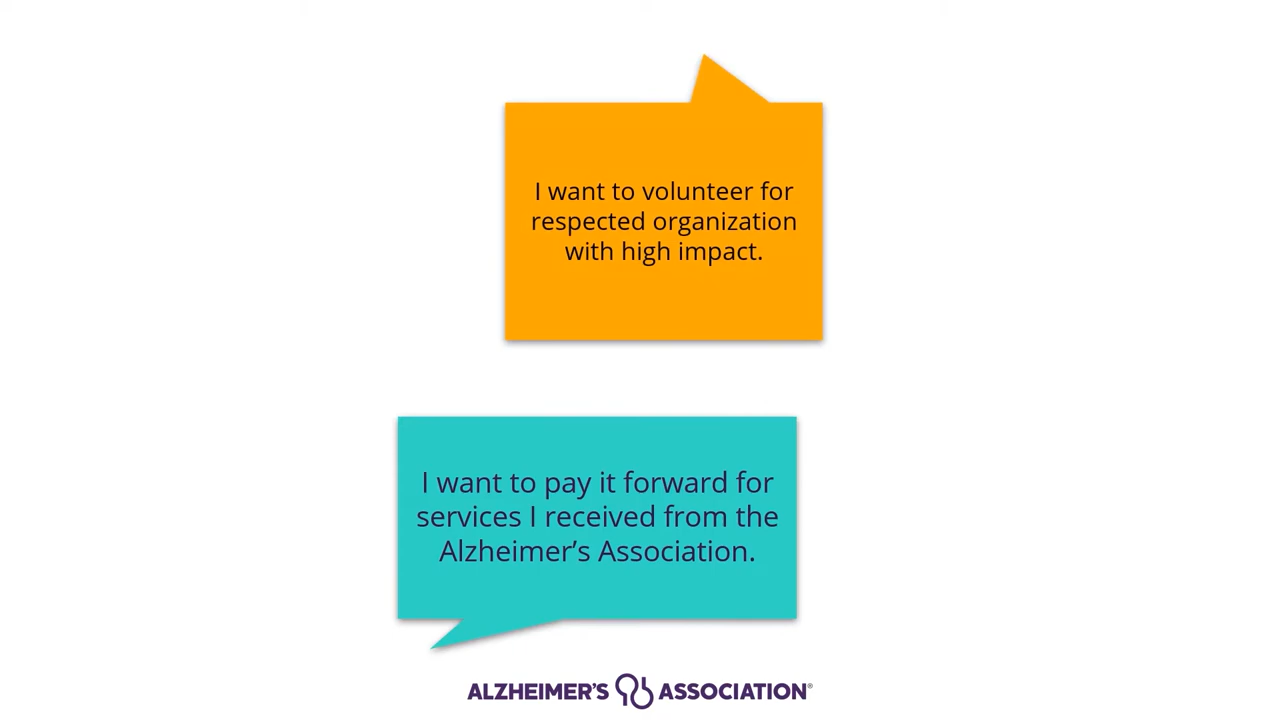 I want to volunteer for
respected organization
with high impact.
I want to pay it forward for
services I received from the
Alzheimer’s Association.
ALZHEIMER'S ASSOCIATION®